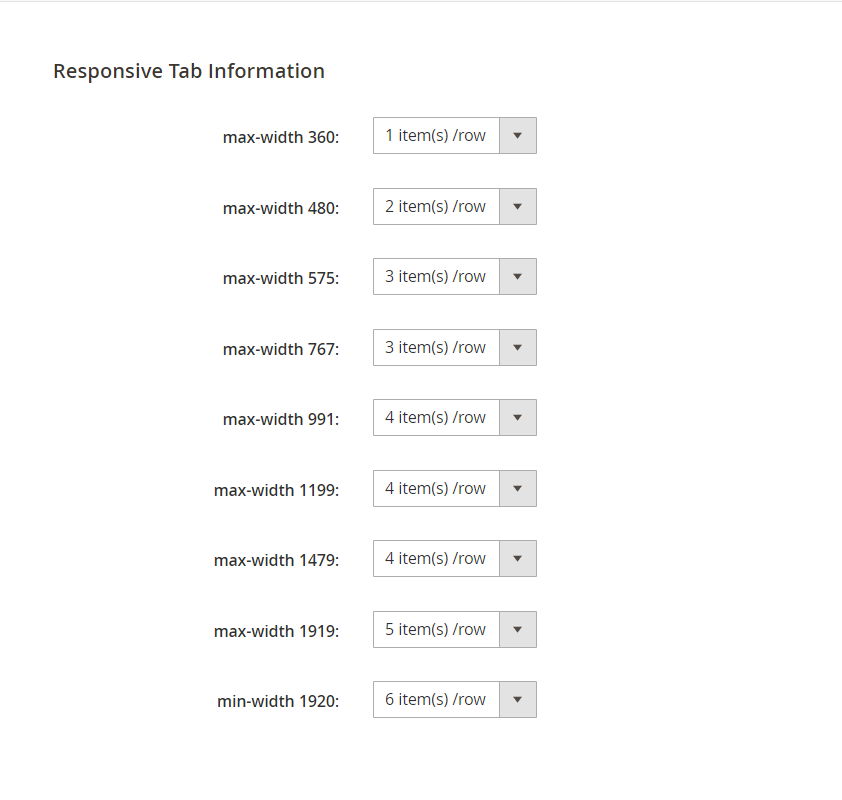 Responsive Tab Information
max-width 360: 1 item(s) /row
max-width 480: 2 item(s) /row
max-width 575: 3 item(s) /row
max-width 767: 3 item(s) /row
max-width 991: 4 item(s) /row
max-width 1199: 4 item(s) /row
max-width 1479: 4 item(s) /row
max-width 1919: 5 item(s) /row
min-width 1920: 6 item(s) /row